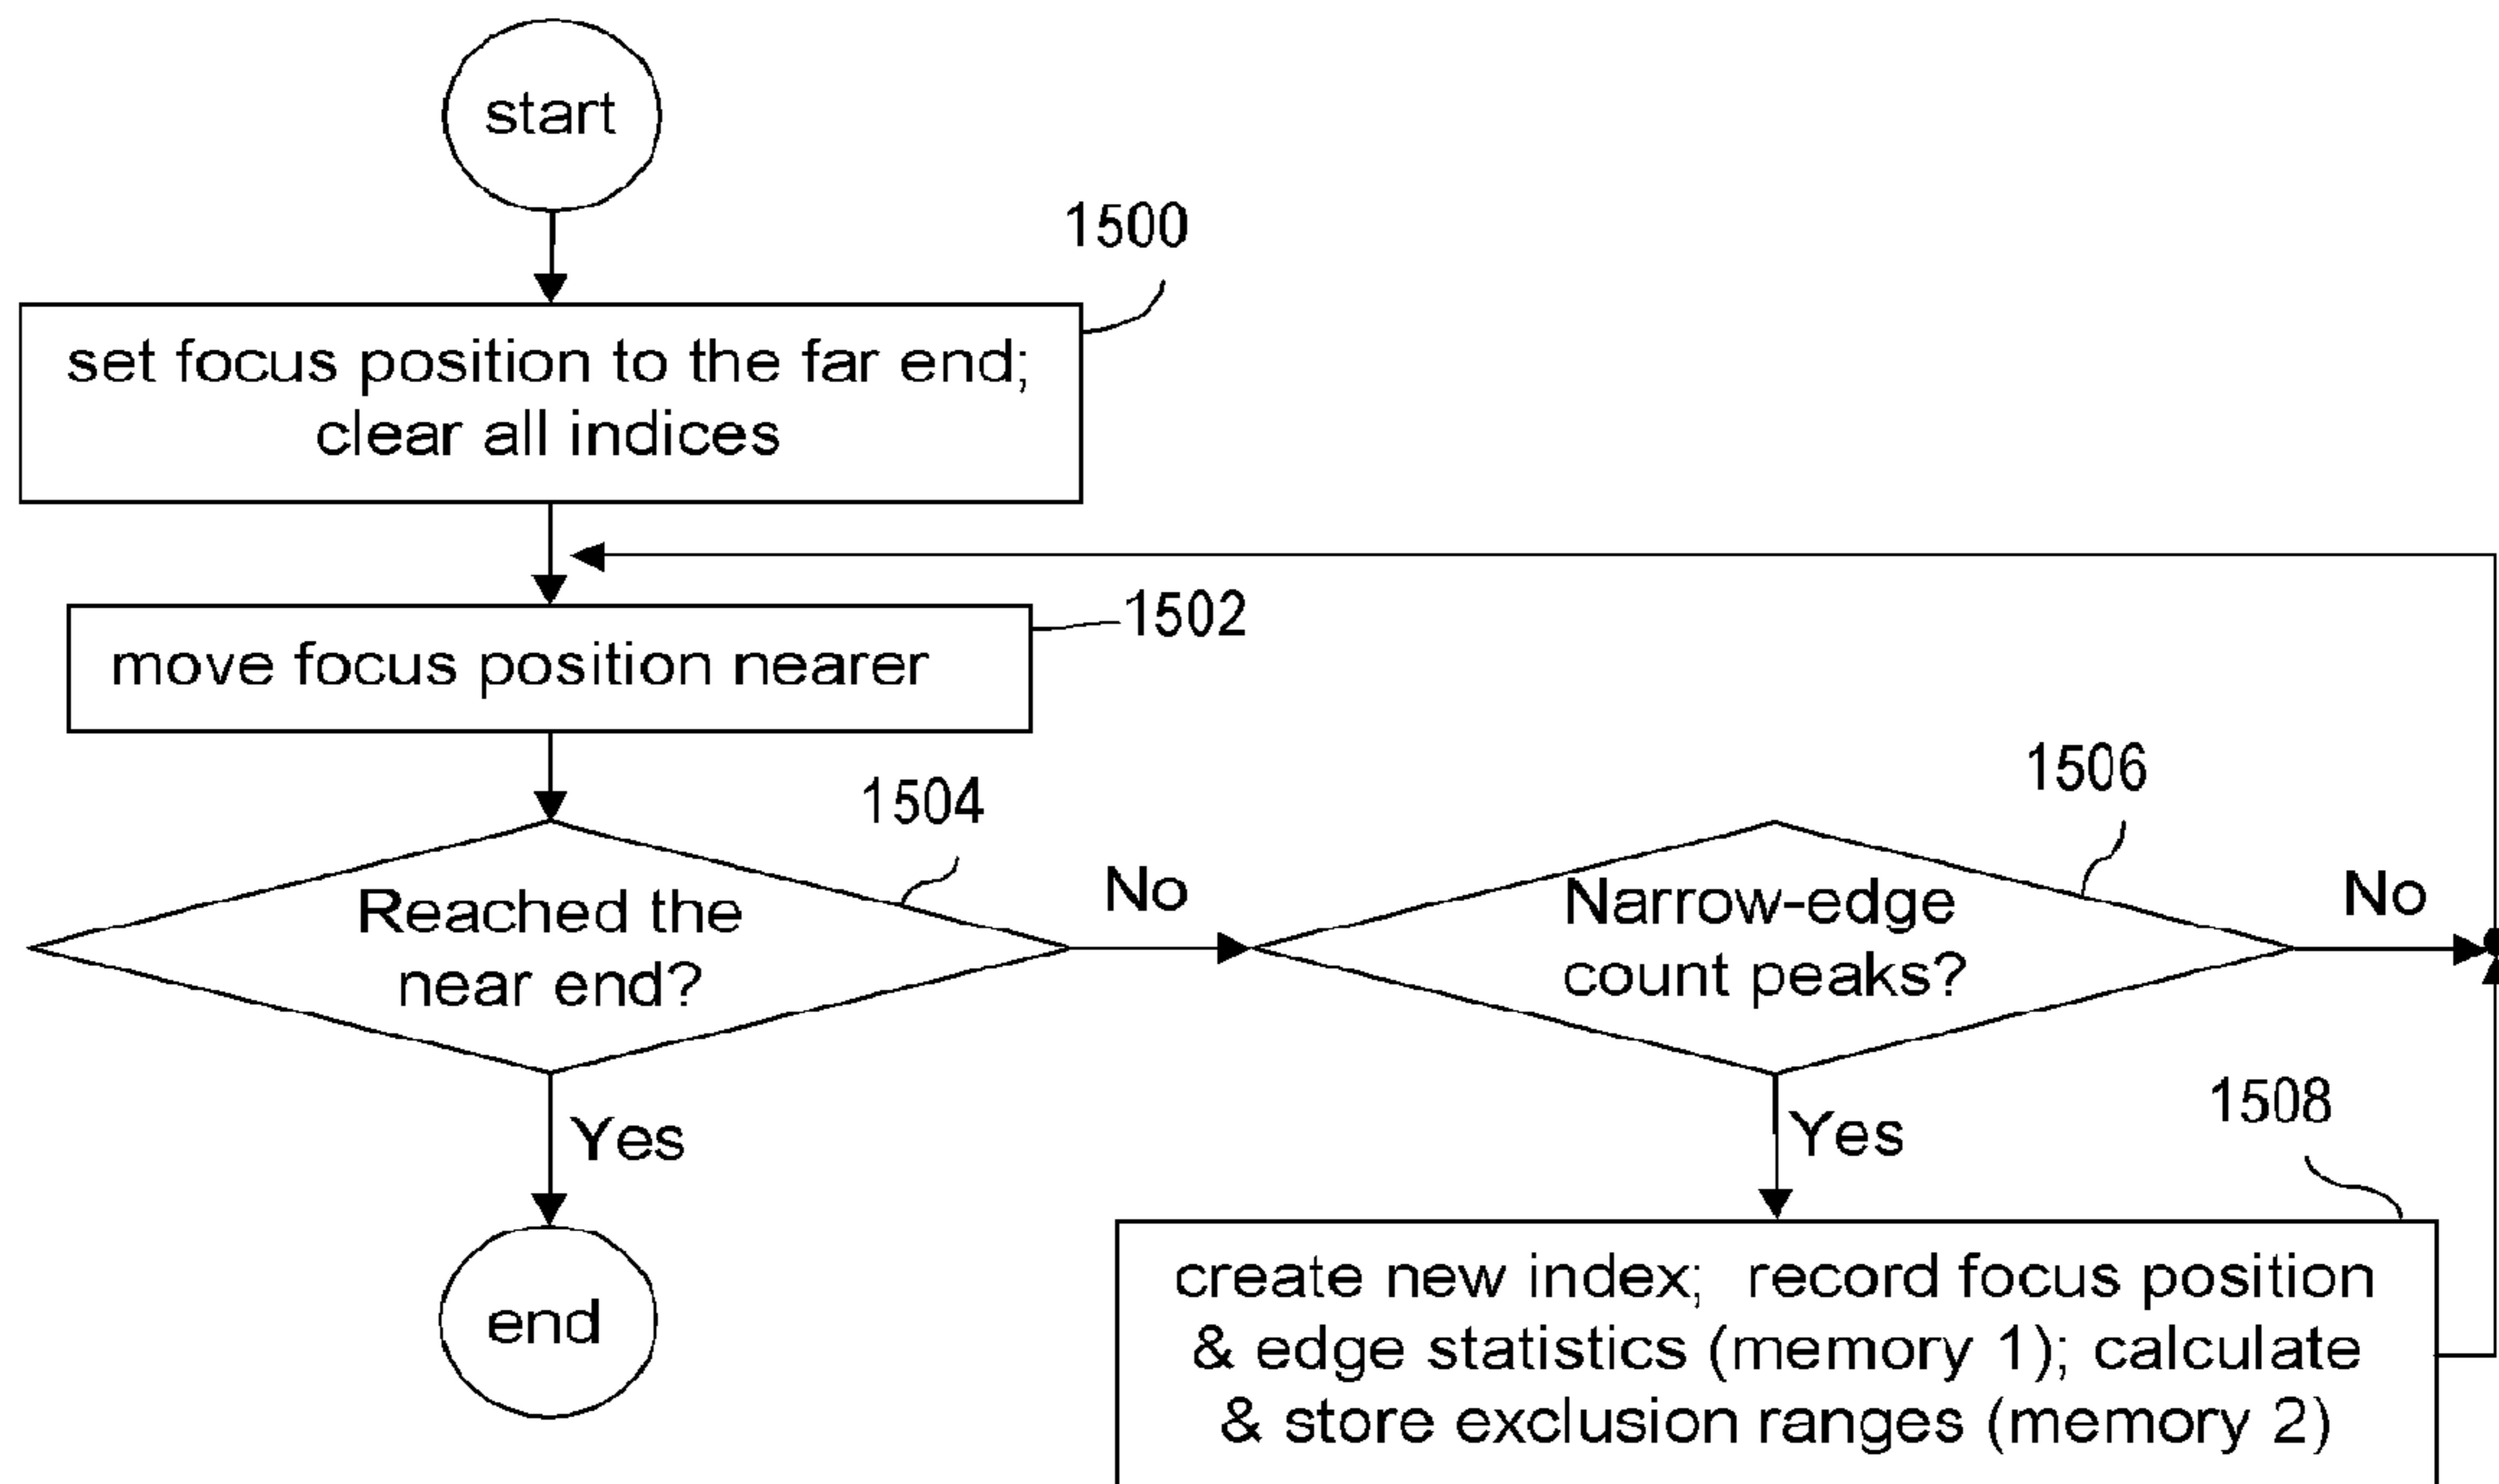 start
1500
set focus position to the far end;
clear all indices
1502
move focus position nearer
1504
Reached the
near end?
No
1506
Narrow-edge
count peaks?
No
Yes
end
Yes
1508
create new index; record focus position
& edge statistics (memory 1); calculate
& store exclusion ranges (memory 2)